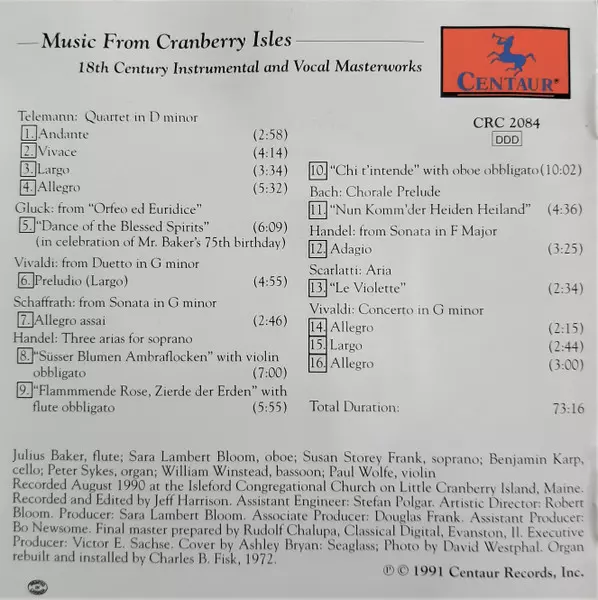 Music From Cranberry Isles
18th Century Instrumental and Vocal Masterworks
CENTAUR
CRC 2084
DDD
Telemann: Quartet in D minor
1. Andante (2:58)
2. Vivace (4:14)
3. Largo (3:34)
4. Allegro (5:32)
Gluck: from "Orfeo ed Euridice"
5. "Dance of the Blessed Spirits" (6:09)
(in celebration of Mr. Baker's 75th birthday)
Vivaldi: from Duetto in G minor
6. Preludio (Largo) (4:55)
Schaffrath: from Sonata in G minor
7. Allegro assai (2:46)
Handel: Three arias for soprano
8. "Süsser Blumen Ambraflocken" with violin
obbligato (7:00)
9. "Flammmende Rose, Zierde der Erden" with
flute obbligato (5:55)
10. "Chi t'intende" with oboe obbligato (10:02)
Bach: Chorale Prelude
11. "Nun Komm'der Heiden Heiland" (4:36)
Handel: from Sonata in F Major
12. Adagio (3:25)
Scarlatti: Aria
13. "Le Violette" (2:34)
Vivaldi: Concerto in G minor
14. Allegro (2:15)
15. Largo (2:44)
16. Allegro (3:00)
Total Duration: 73:16
Julius Baker, flute; Sara Lambert Bloom, oboe; Susan Storey Frank, soprano; Benjamin Karp,
cello; Peter Sykes, organ; William Winstead, bassoon; Paul Wolfe, violin
Recorded August 1990 at the Isleford Congregational Church on Little Cranberry Island, Maine.
Recorded and Edited by Jeff Harrison. Assistant Engineer: Stefan Polgar. Artistic Director: Robert
Bloom. Producer: Sara Lambert Bloom. Associate Producer: Douglas Frank. Assistant Producer:
Bo Newsome. Final master prepared by Rudolf Chalupa, Classical Digital, Evanston, Il. Executive
Producer: Victor E. Sachse. Cover by Ashley Bryan: Seaglass; Photo by David Westphal. Organ
rebuilt and installed by Charles B. Fisk, 1972.
℗ © 1991 Centaur Records, Inc.